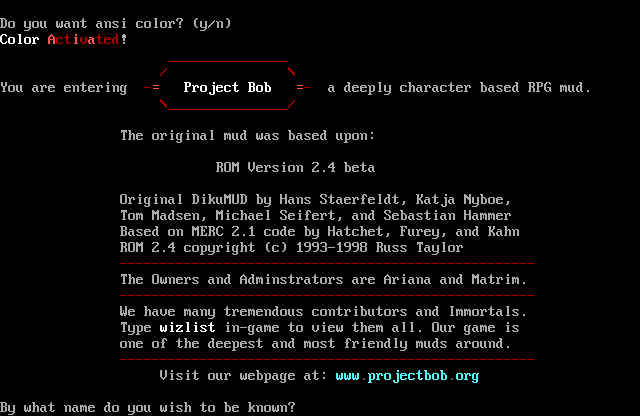 Do you want ansi color? (y/n)
Color Activated!
You are entering -= Project Bob =- a deeply character based RPG mud.
The original mud was based upon:
ROM Version 2.4 beta
Original DikuMUD by Hans Staerfeldt, Katja Nyboe,
Tom Madsen, Michael Seifert, and Sebastian Hammer
Based on MERC 2.1 code by Hatchet, Furey, and Kahn
ROM 2.4 copyright (c) 1993-1998 Russ Taylor
The Owners and Adminstrators are Ariana and Matrim.
We have many tremendous contributors and Immortals.
Type wizlist in-game to view them all. Our game is
one of the deepest and most friendly muds around.
Visit our webpage at: www.projectbob.org
By what name do you wish to be known?